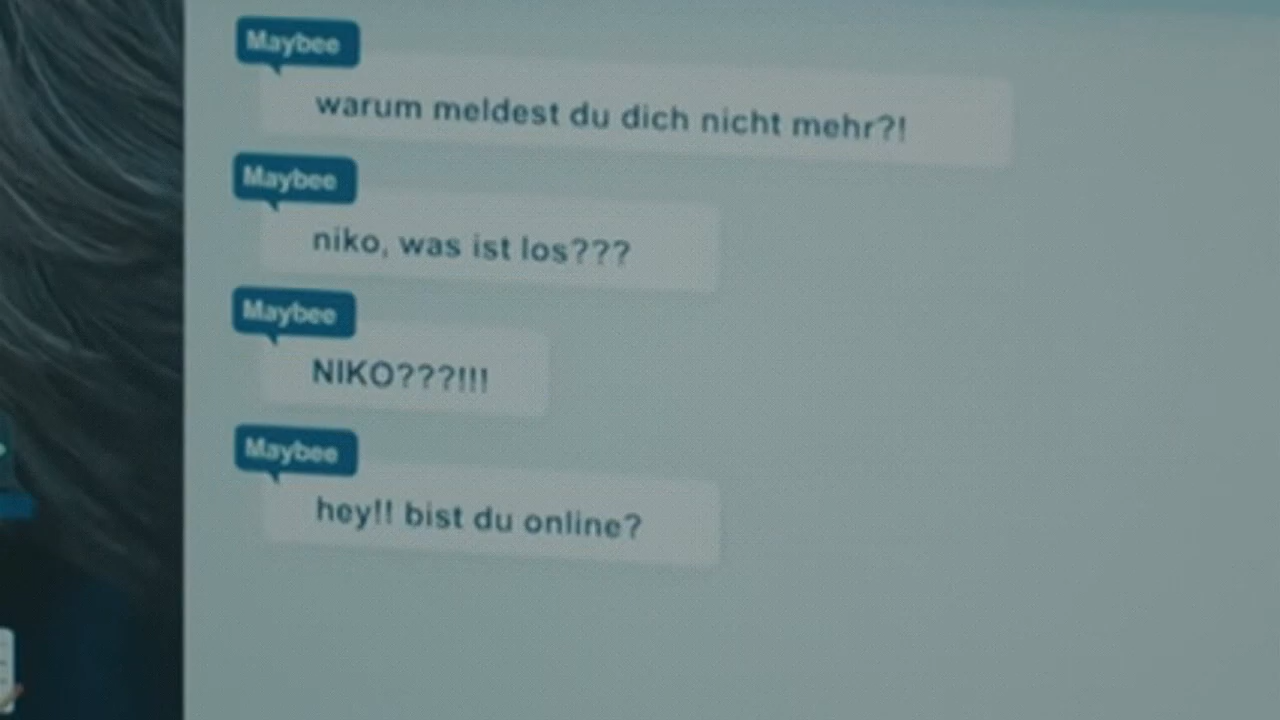 Maybee
warum meldest du dich nicht mehr?!
Maybee
niko, was ist los???
Maybee
NIKO???!!!
Maybee
hey!! bist du online?